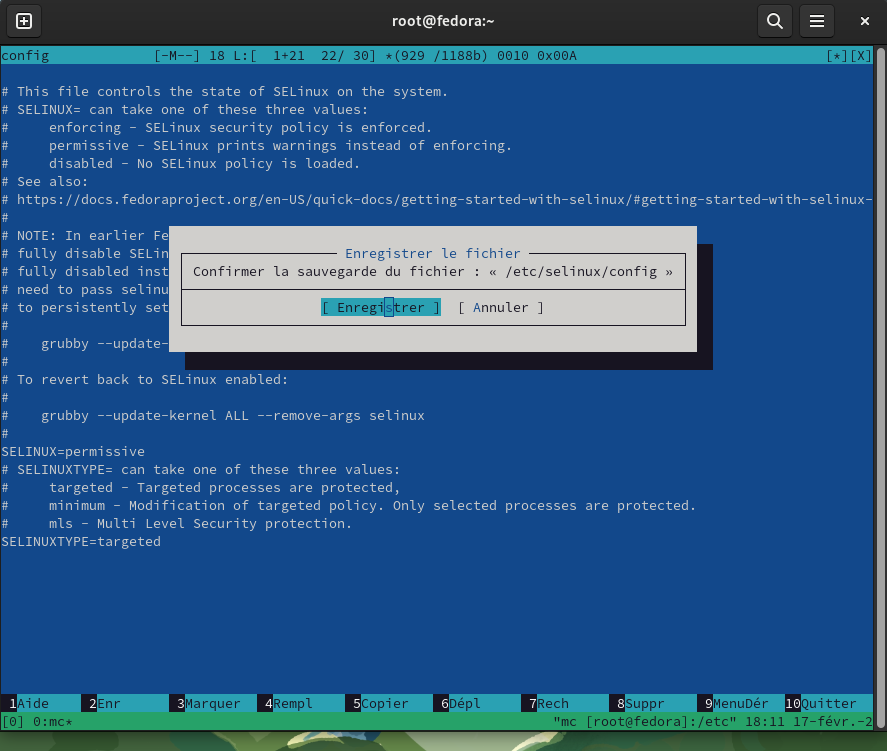 root@fedora:~
config [-M--] 18 L:[ 1+21 22/ 30] *(929 /1188b) 0010 0x00A [*][X]
# This file controls the state of SELinux on the system.
# SELINUX= can take one of these three values:
# enforcing - SELinux security policy is enforced.
# permissive - SELinux prints warnings instead of enforcing.
# disabled - No SELinux policy is loaded.
# See also:
# https://docs.fedoraproject.org/en-US/quick-docs/getting-started-with-selinux/#getting-started-with-selinux-
#
# NOTE: In earlier Fe
# fully disable SELin
# fully disabled inst
# need to pass selinu
# to persistently set
#
# grubby --update-
#
Enregistrer le fichier
Confirmer la sauvegarde du fichier : « /etc/selinux/config »
[ Enregistrer ] [ Annuler ]
# To revert back to SELinux enabled:
#
# grubby --update-kernel ALL --remove-args selinux
#
SELINUX=permissive
# SELINUXTYPE= can take one of these three values:
# targeted - Targeted processes are protected,
# minimum - Modification of targeted policy. Only selected processes are protected.
# mls - Multi Level Security protection.
SELINUXTYPE=targeted
1Aide 2Enr 3Marquer 4Rempl 5Copier 6Dépl 7Rech 8Suppr 9MenuDér 10Quitter
[0] 0:mc* "mc [root@fedora]:/etc" 18:11 17-févr.-2